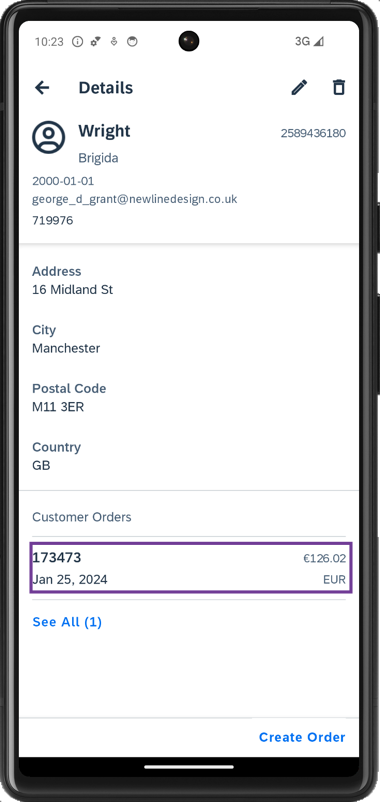 10:23 3G
Details
Wright 2589436180
Brigida
2000-01-01
george_d_grant@newlinedesign.co.uk
719976
Address
16 Midland St
City
Manchester
Postal Code
M11 3ER
Country
GB
Customer Orders
173473 €126.02
Jan 25, 2024 EUR
See All (1)
Create Order